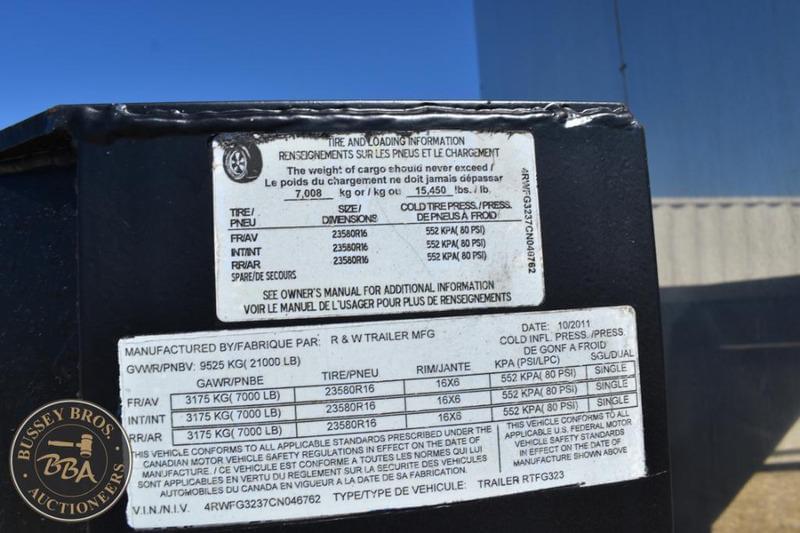 TIRE AND LOADING INFORMATION
RENSEIGNEMENTS SUR LES PNEUS ET LE CHARGEMENT
The weight of cargo should never exceed /
Le poids du chargement ne doit jamais dépasser
7,008 kg or / kg ou 15,450 lbs. / lb.
TIRE/ SIZE/ COLD TIRE PRESS./ PRESS.
PNEU DIMENSIONS DE PNEUS À FROID
FR/AV 23580R16 552 KPA( 80 PSI)
INT/INT 23580R16 552 KPA( 80 PSI)
RR/AR 23580R16 552 KPA( 80 PSI)
SPARE/DE SECOURS
SEE OWNER'S MANUAL FOR ADDITIONAL INFORMATION
VOIR LE MANUEL DE L'USAGER POUR PLUS DE RENSEIGNEMENTS
4RWFG3237CN046762
MANUFACTURED BY/FABRIQUE PAR: R & W TRAILER MFG DATE: 10/2011
GVWR/PNBV: 9525 KG( 21000 LB) COLD INFL. PRESS. /PRESS.
DE GONF A FROID
GAWR/PNBE TIRE/PNEU RIM/JANTE KPA (PSI/LPC) SGL/DUAL
FR/AV 3175 KG( 7000 LB) 23580R16 16X6 552 KPA( 80 PSI) SINGLE
INT/INT 3175 KG( 7000 LB) 23580R16 16X6 552 KPA( 80 PSI) SINGLE
RR/AR 3175 KG( 7000 LB) 23580R16 16X6 552 KPA( 80 PSI) SINGLE
THIS VEHICLE CONFORMS TO ALL APPLICABLE STANDARDS PRESCRIBED UNDER THE
CANADIAN MOTOR VEHICLE SAFETY REGULATIONS IN EFFECT ON THE DATE OF
MANUFACTURE. / CE VEHICULE EST CONFORME A TOUTES LES NORMES QUI LUI
SONT APPLICABLES EN VERTU DU REGLEMENT SUR LA SECURITE DES VEHICULES
AUTOMOBILES DU CANADA EN VIGUEUR A LA DATE DE SA FABRICATION.
THIS VEHICLE CONFORMS TO ALL
APPLICABLE U.S. FEDERAL MOTOR
VEHICLE SAFETY STANDARDS IN
EFFECT ON THE DATE OF
MANUFACTURE SHOWN ABOVE
V.I.N./N.I.V. 4RWFG3237CN046762 TYPE/TYPE DE VEHICULE: TRAILER RTFG323
BUSSEY BROS.
BBA
AUCTIONEERS